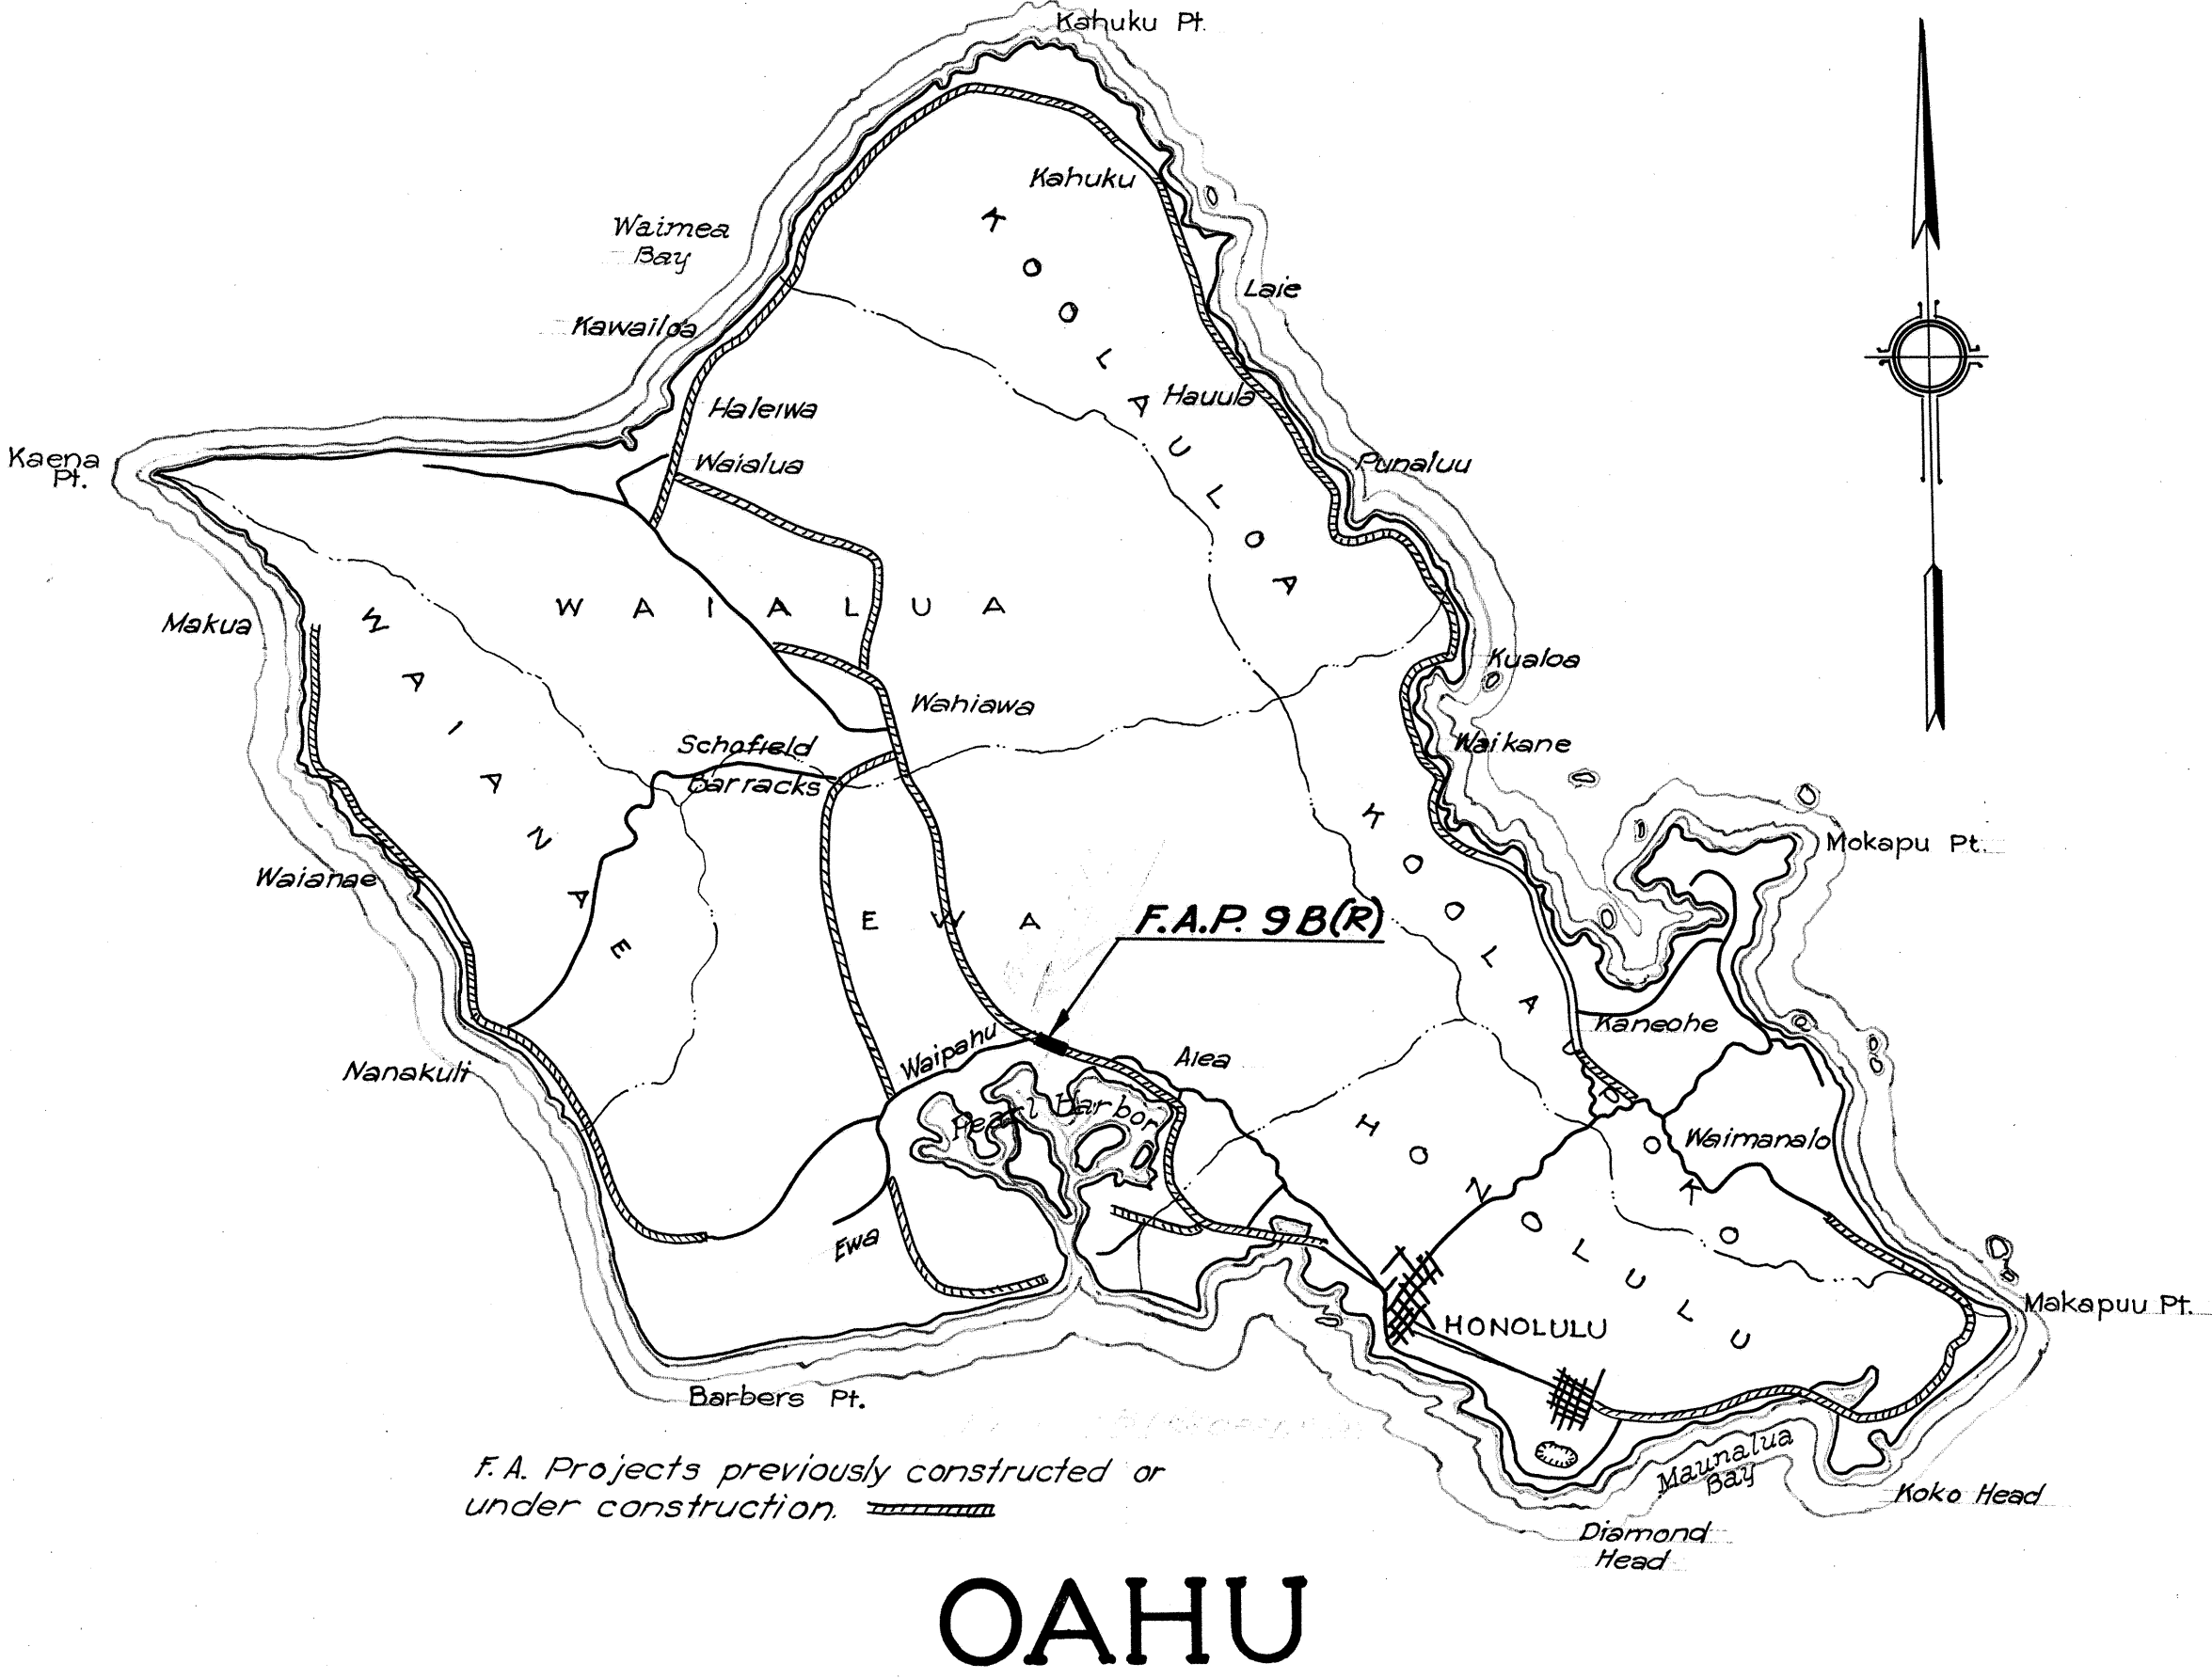 Kahuku Pt.
Kahuku
Waimea
Bay
KOOLAULOA
Laie
Kawailoa
Hauula
Haleiwa
Kaena
Pt.
Waialua
Punaluu
WAIALUA
Makua
WAIANAE
Kualoa
Wahiawa
Schofield
Barracks
Waikane
KOOLAUPOKO
Mokapu Pt.
Waianae
EWA
F.A.P. 9B(R)
Kaneohe
Waipahu
Aiea
Nanakuli
Pearl Harbor
HONOLULU
Waimanalo
Ewa
Makapuu Pt.
HONOLULU
Barbers Pt.
Maunalua
Bay
Koko Head
Diamond
Head
F.A. Projects previously constructed or
under construction.
OAHU